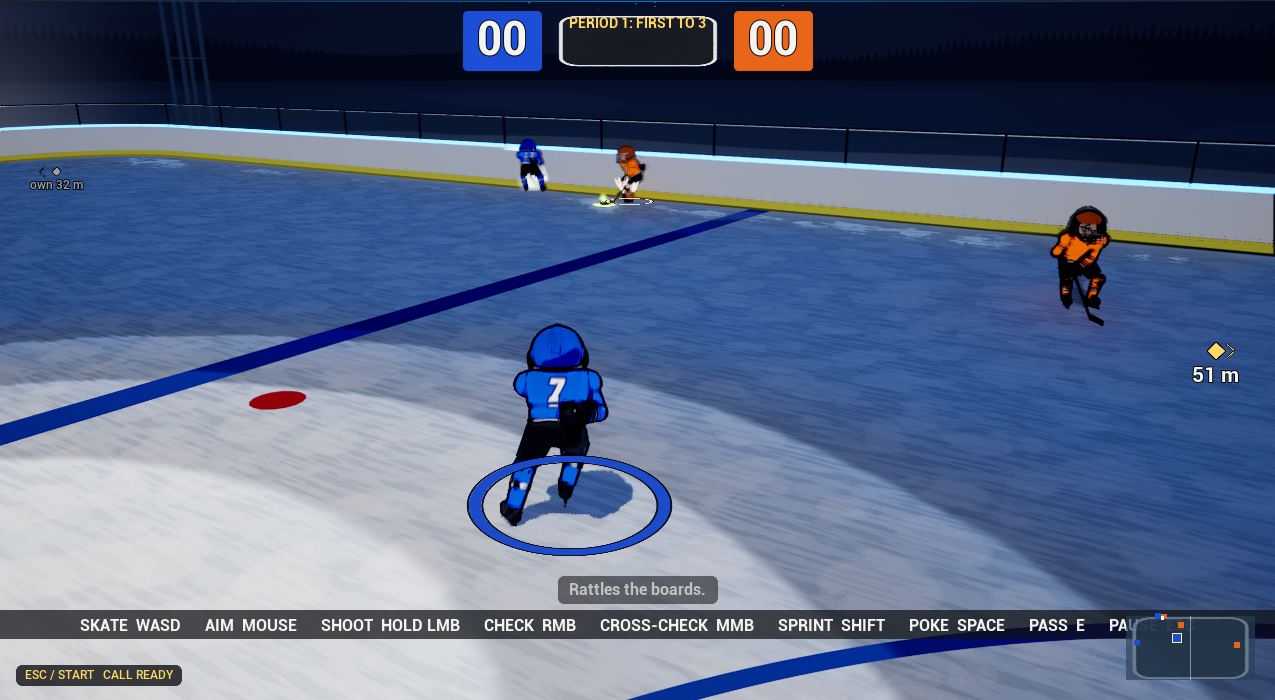 00
PERIOD 1: FIRST TO 3
00
own 32 m
51 m
7
Rattles the boards.
SKATE WASD AIM MOUSE SHOOT HOLD LMB CHECK RMB CROSS-CHECK MMB SPRINT SHIFT POKE SPACE PASS E
ESC / START CALL READY